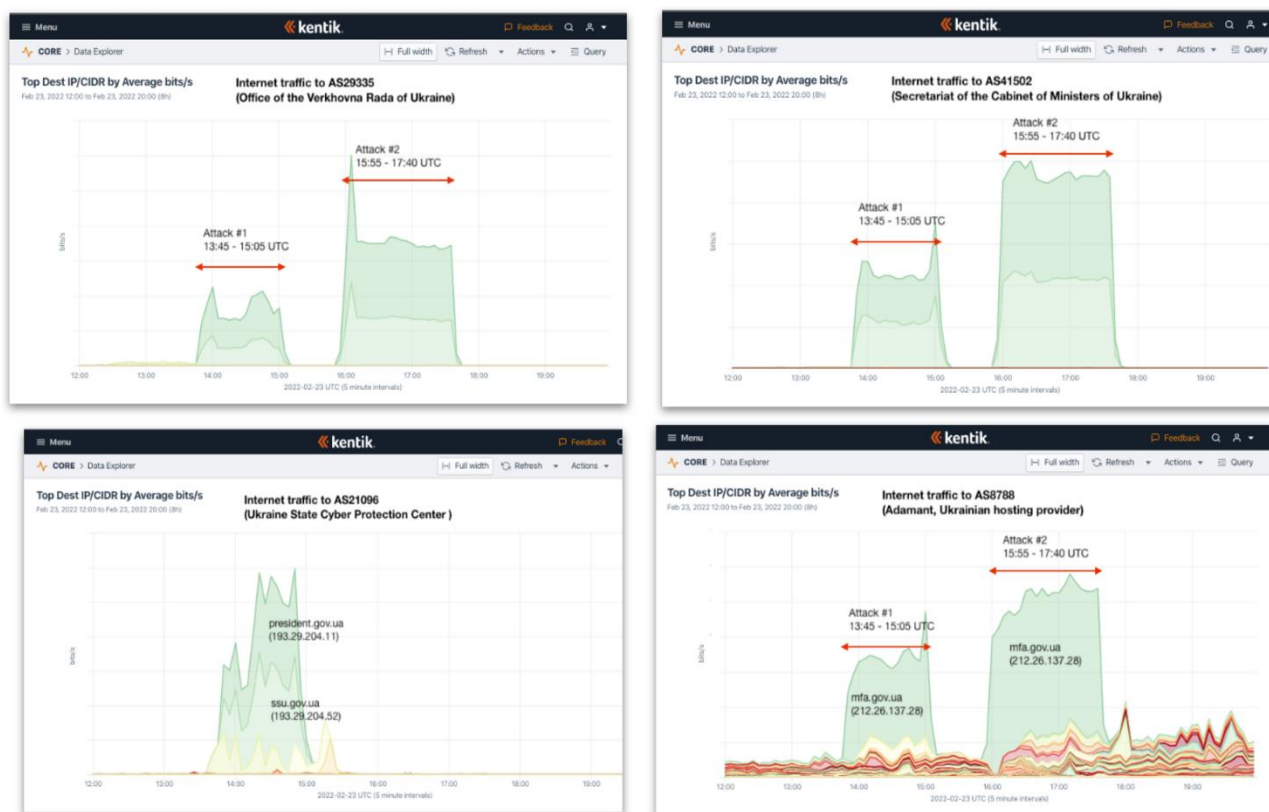 Menu
kentik.
Feedback
CORE > Data Explorer
Full width
Refresh
Actions
Query
Top Dest IP/CIDR by Average bits/s
Feb 23, 2022 12:00 to Feb 23, 2022 20:00 (8h)
Internet traffic to AS29335
(Office of the Verkhovna Rada of Ukraine)
Attack #2
15:55 - 17:40 UTC
Attack #1
13:45 - 15:05 UTC
bits/s
12:00 13:00 14:00 15:00 16:00 17:00 18:00 19:00
2022-02-23 UTC (5 minute intervals)
Menu
kentik.
Feedback
CORE > Data Explorer
Full width
Refresh
Actions
Query
Top Dest IP/CIDR by Average bits/s
Feb 23, 2022 12:00 to Feb 23, 2022 20:00 (8h)
Internet traffic to AS41502
(Secretariat of the Cabinet of Ministers of Ukraine)
Attack #2
15:55 - 17:40 UTC
Attack #1
13:45 - 15:05 UTC
bits/s
12:00 13:00 14:00 15:00 16:00 17:00 18:00 19:00
2022-02-23 UTC (5 minute intervals)
Menu
kentik.
Feedback
CORE > Data Explorer
Full width
Refresh
Actions
Top Dest IP/CIDR by Average bits/s
Feb 23, 2022 12:00 to Feb 23, 2022 20:00 (8h)
Internet traffic to AS21096
(Ukraine State Cyber Protection Center )
president.gov.ua
(193.29.204.11)
ssu.gov.ua
(193.29.204.52)
bits/s
12:00 13:00 14:00 15:00 16:00 17:00 18:00 19:00
2022-02-23 UTC (5 minute intervals)
Menu
kentik.
Feedback
CORE > Data Explorer
Full width
Refresh
Actions
Query
Top Dest IP/CIDR by Average bits/s
Feb 23, 2022 12:00 to Feb 23, 2022 20:00 (8h)
Internet traffic to AS8788
(Adamant, Ukrainian hosting provider)
Attack #2
15:55 - 17:40 UTC
Attack #1
13:45 - 15:05 UTC
mfa.gov.ua
(212.26.137.28)
mfa.gov.ua
(212.26.137.28)
bits/s
12:00 13:00 14:00 15:00 16:00 17:00 18:00 19:00
2022-02-23 UTC (5 minute intervals)